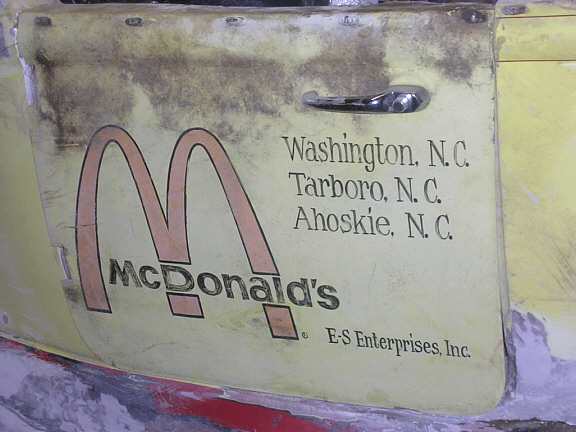 Washington, N.C.
Tarboro, N.C.
Ahoskie, N.C.
McDonald's
E-S Enterprises, Inc.